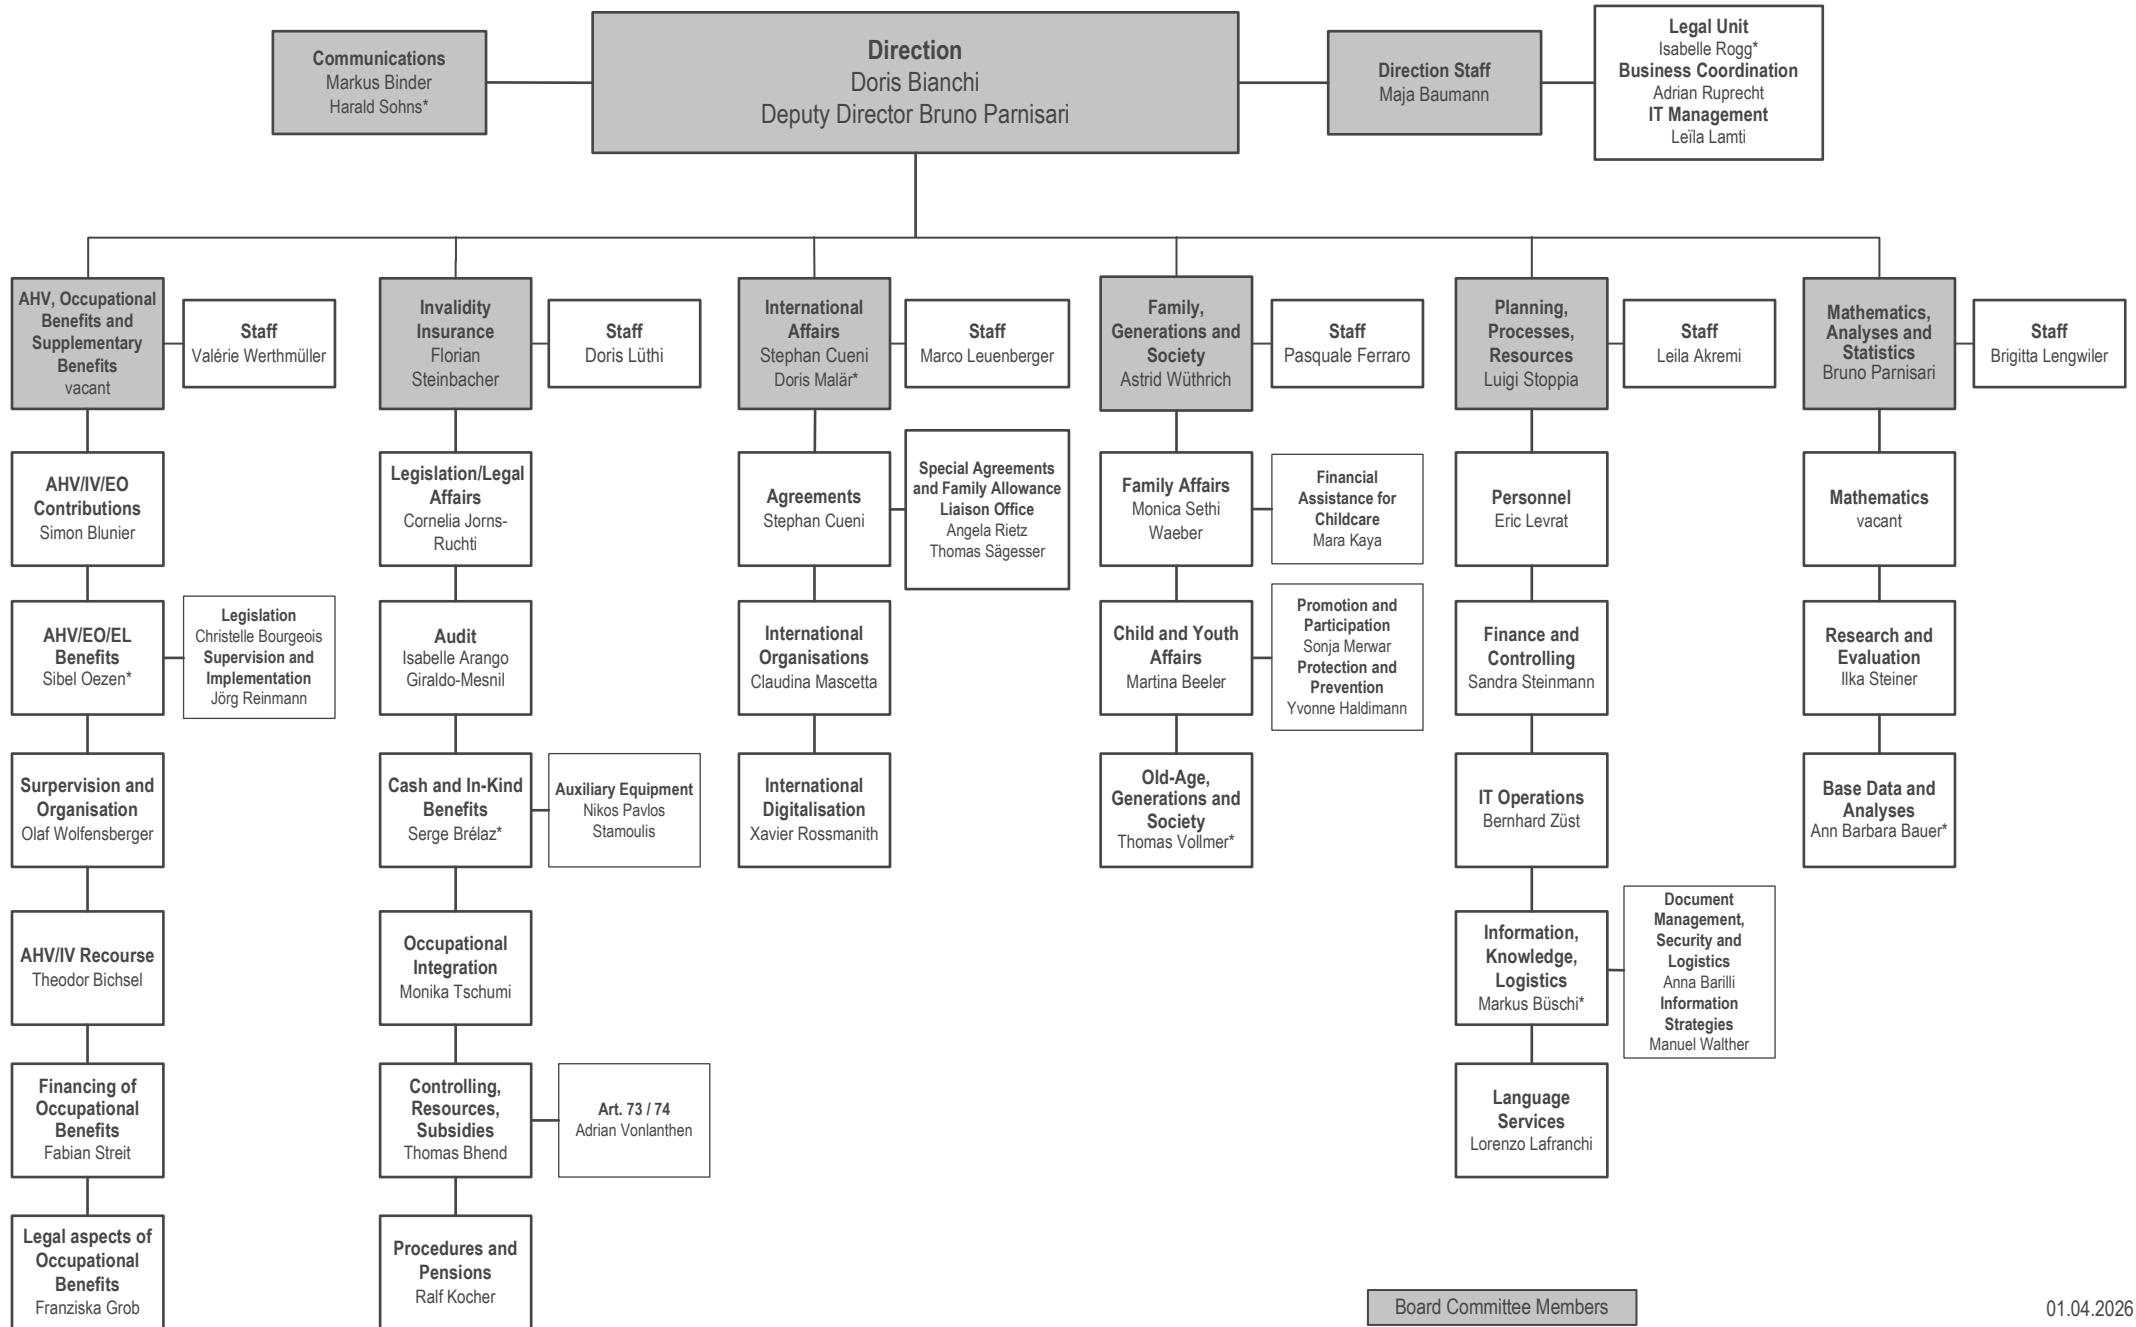 Communications
Markus Binder
Harald Sohns*
Direction
Doris Bianchi
Deputy Director Bruno Parnisari
Direction Staff
Maja Baumann
Legal Unit
Isabelle Rogg*
Business Coordination
Adrian Ruprecht
IT Management
Leïla Lamti
AHV, Occupational
Benefits and
Supplementary
Benefits
vacant
Staff
Valérie Werthmüller
AHV/IV/EO
Contributions
Simon Blunier
AHV/EO/EL
Benefits
Sibel Oezen*
Legislation
Christelle Bourgeois
Supervision and
Implementation
Jörg Reinmann
Surpervision and
Organisation
Olaf Wolfensberger
AHV/IV Recourse
Theodor Bichsel
Financing of
Occupational
Benefits
Fabian Streit
Legal aspects of
Occupational
Benefits
Franziska Grob
Invalidity
Insurance
Florian
Steinbacher
Staff
Doris Lüthi
Legislation/Legal
Affairs
Cornelia Jorns-
Ruchti
Audit
Isabelle Arango
Giraldo-Mesnil
Cash and In-Kind
Benefits
Serge Brélaz*
Auxiliary Equipment
Nikos Pavlos
Stamoulis
Occupational
Integration
Monika Tschumi
Controlling,
Resources,
Subsidies
Thomas Bhend
Art. 73 / 74
Adrian Vonlanthen
Procedures and
Pensions
Ralf Kocher
International
Affairs
Stephan Cueni
Doris Malär*
Staff
Marco Leuenberger
Agreements
Stephan Cueni
Special Agreements
and Family Allowance
Liaison Office
Angela Rietz
Thomas Sägesser
International
Organisations
Claudina Mascetta
International
Digitalisation
Xavier Rossmanith
Family,
Generations and
Society
Astrid Wüthrich
Staff
Pasquale Ferraro
Family Affairs
Monica Sethi
Waeber
Financial
Assistance for
Childcare
Mara Kaya
Child and Youth
Affairs
Martina Beeler
Promotion and
Participation
Sonja Merwar
Protection and
Prevention
Yvonne Haldimann
Old-Age,
Generations and
Society
Thomas Vollmer*
Planning,
Processes,
Resources
Luigi Stoppia
Staff
Leila Akremi
Personnel
Eric Levrat
Finance and
Controlling
Sandra Steinmann
IT Operations
Bernhard Züst
Information,
Knowledge,
Logistics
Markus Büschi*
Document
Management,
Security and
Logistics
Anna Barilli
Information
Strategies
Manuel Walther
Language
Services
Lorenzo Lafranchi
Mathematics,
Analyses and
Statistics
Bruno Parnisari
Staff
Brigitta Lengwiler
Mathematics
vacant
Research and
Evaluation
Ilka Steiner
Base Data and
Analyses
Ann Barbara Bauer*
Board Committee Members
01.04.2026